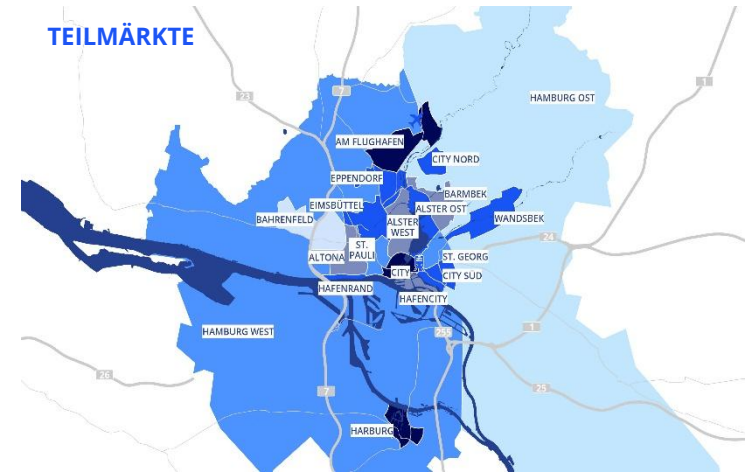 TEILMÄRKTE
7
1
23
HAMBURG OST
AM FLUGHAFEN
CITY NORD
EPPENDORF
BARMBEK
EIMSBÜTTEL
ALSTER OST
BAHRENFELD
WANDSBEK
ALSTER
WEST
24
ST.
PAULI
ALTONA
ST. GEORG
CITY
CITY SÜD
HAFENRAND
HAFENCITY
HAMBURG WEST
255
1
26
7
25
HARBURG